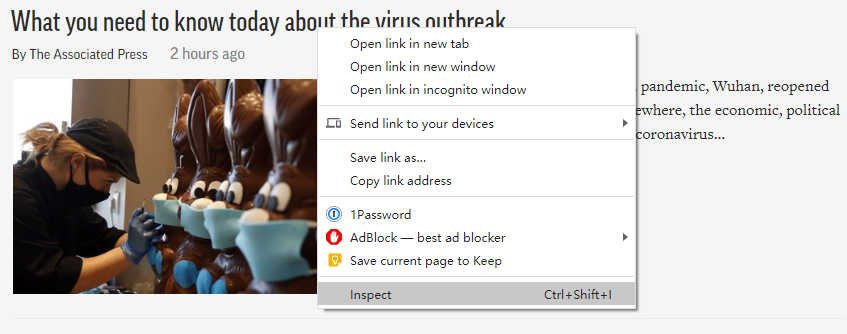 What you need to know today about the virus outbreak
By The Associated Press 2 hours ago
pandemic, Wuhan, reopened
ewhere, the economic, political
coronavirus...
Open link in new tab
Open link in new window
Open link in incognito window
Send link to your devices
Save link as...
Copy link address
1Password
AdBlock — best ad blocker
Save current page to Keep
Inspect Ctrl+Shift+I